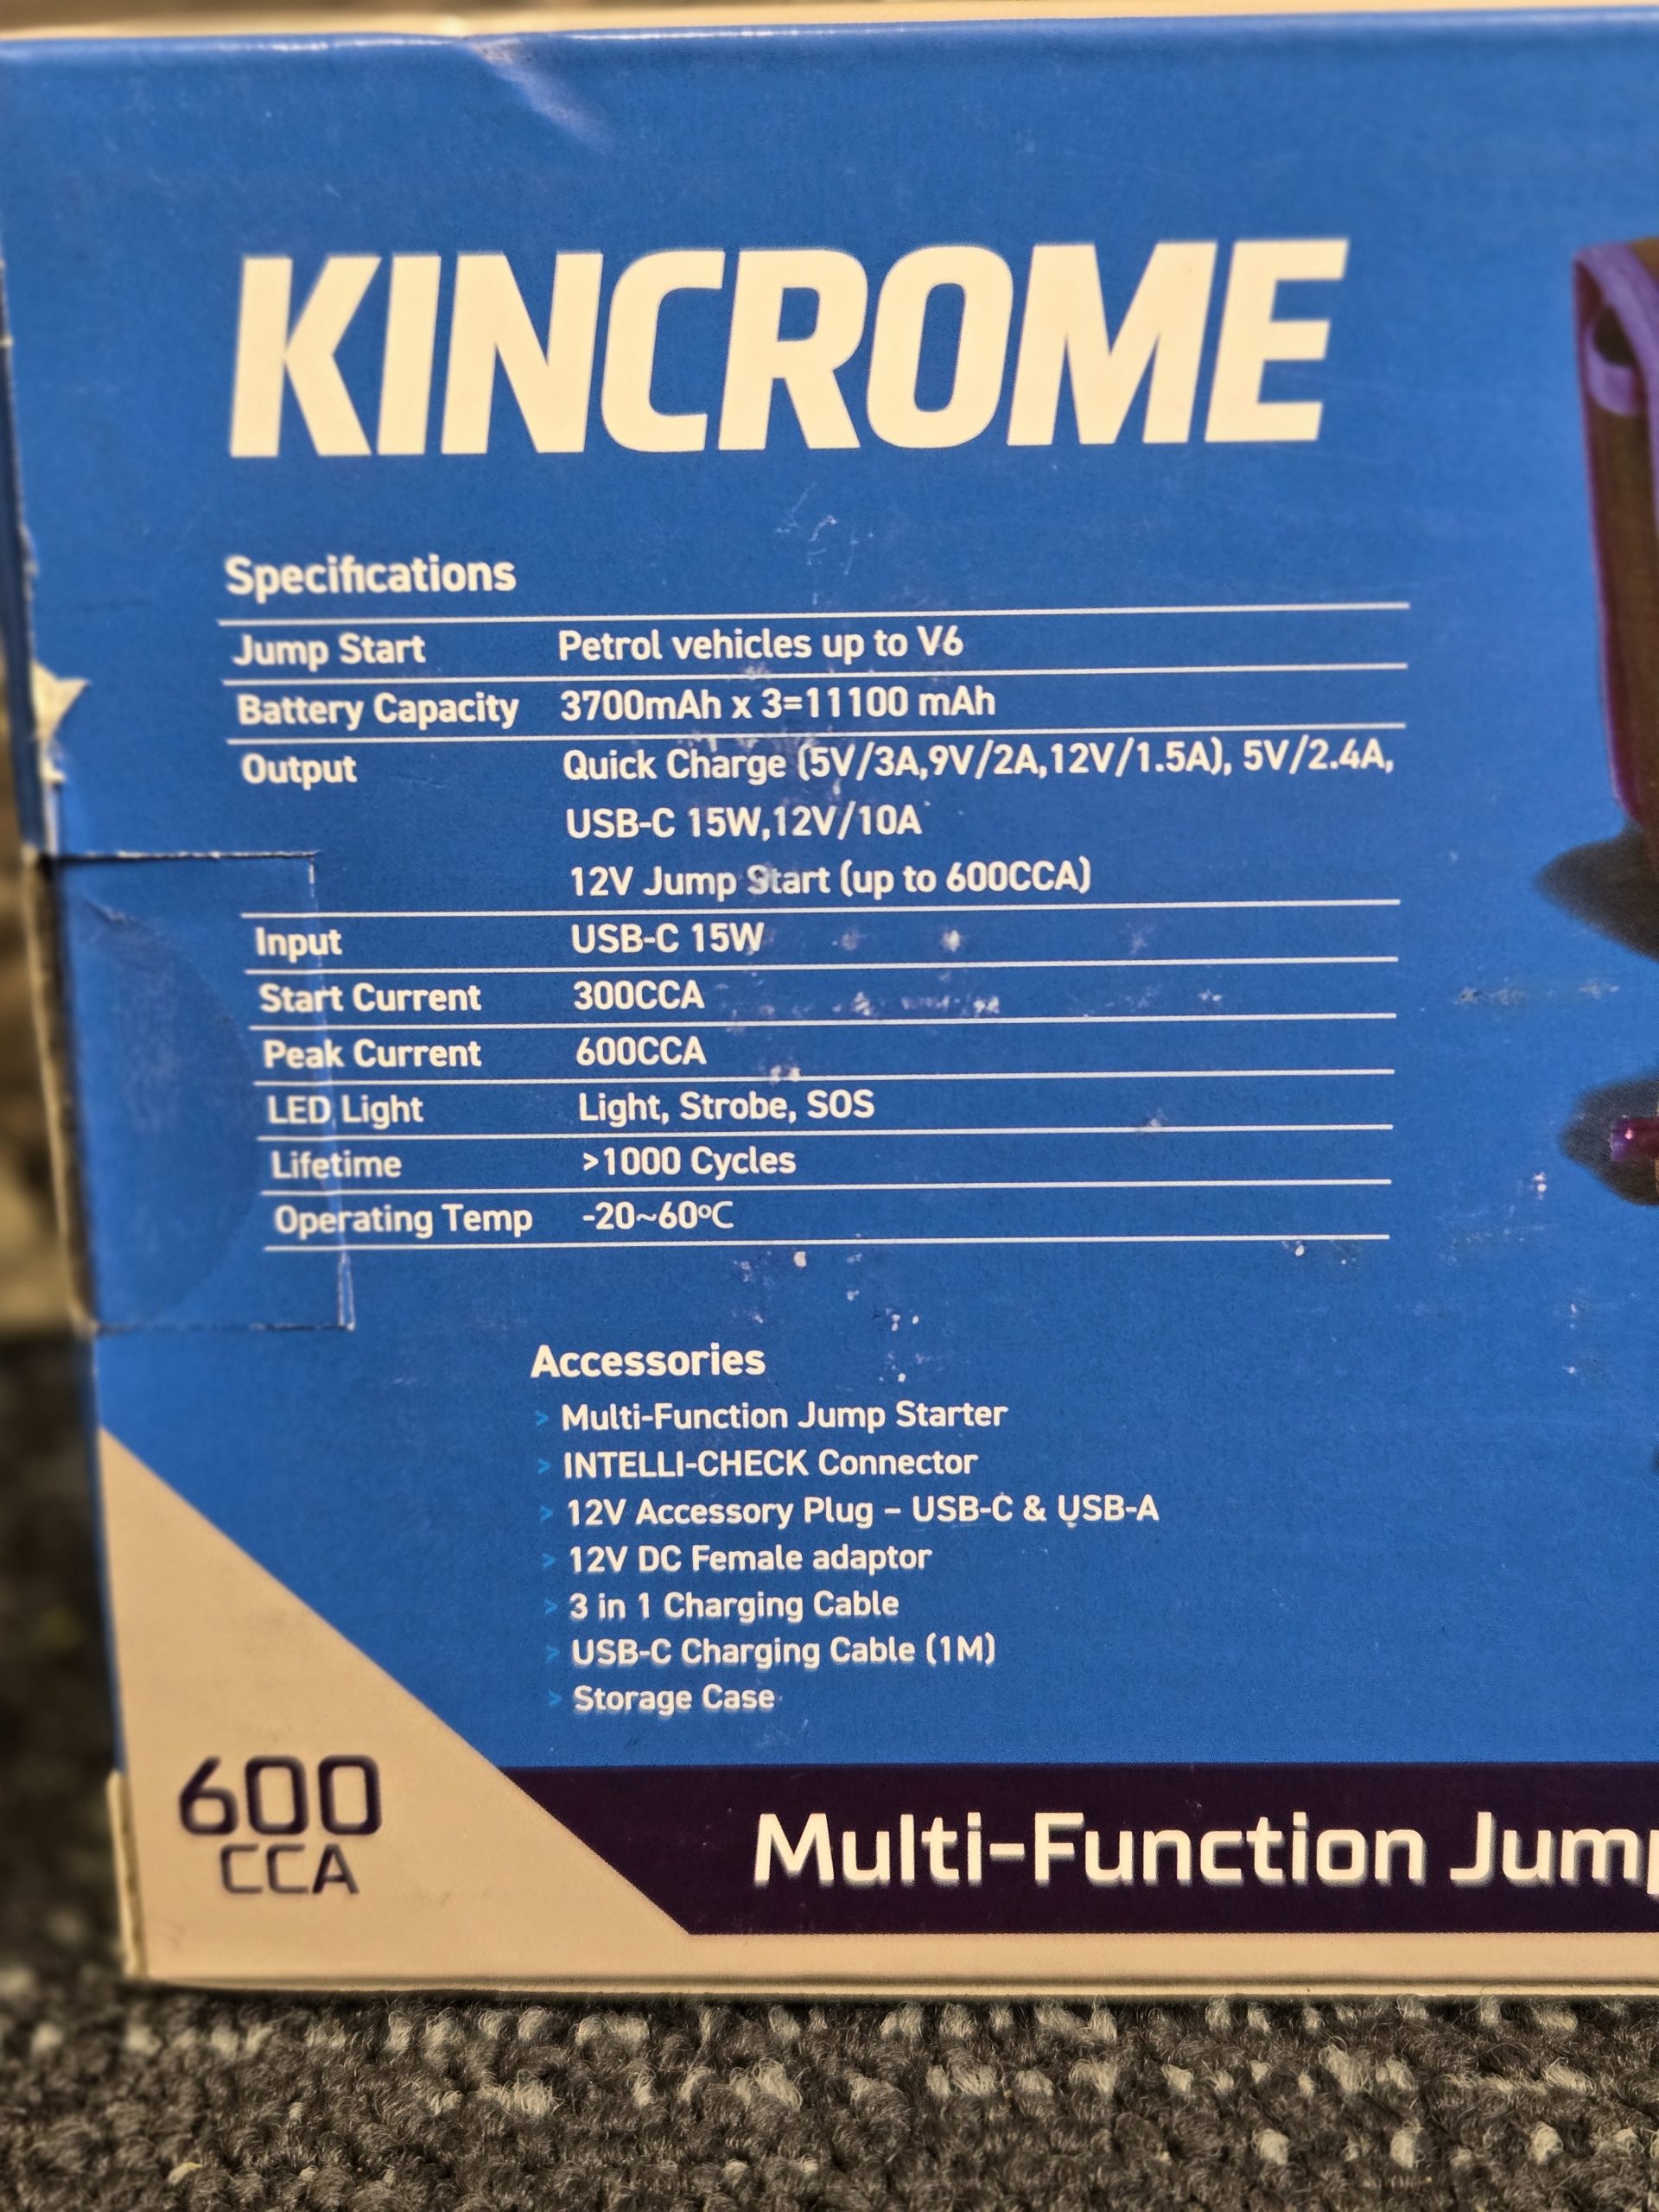 KINCROME
Specifications
Jump Start Petrol vehicles up to V6
Battery Capacity 3700mAh x 3=11100 mAh
Output Quick Charge (5V/3A,9V/2A,12V/1.5A), 5V/2.4A,
USB-C 15W,12V/10A
12V Jump Start (up to 600CCA)
Input USB-C 15W
Start Current 300CCA
Peak Current 600CCA
LED Light Light, Strobe, SOS
Lifetime >1000 Cycles
Operating Temp -20~60ºC
Accessories
> Multi-Function Jump Starter
> INTELLI-CHECK Connector
> 12V Accessory Plug – USB-C & USB-A
> 12V DC Female adaptor
> 3 in 1 Charging Cable
> USB-C Charging Cable (1M)
> Storage Case
600
CCA
Multi-Function Jump